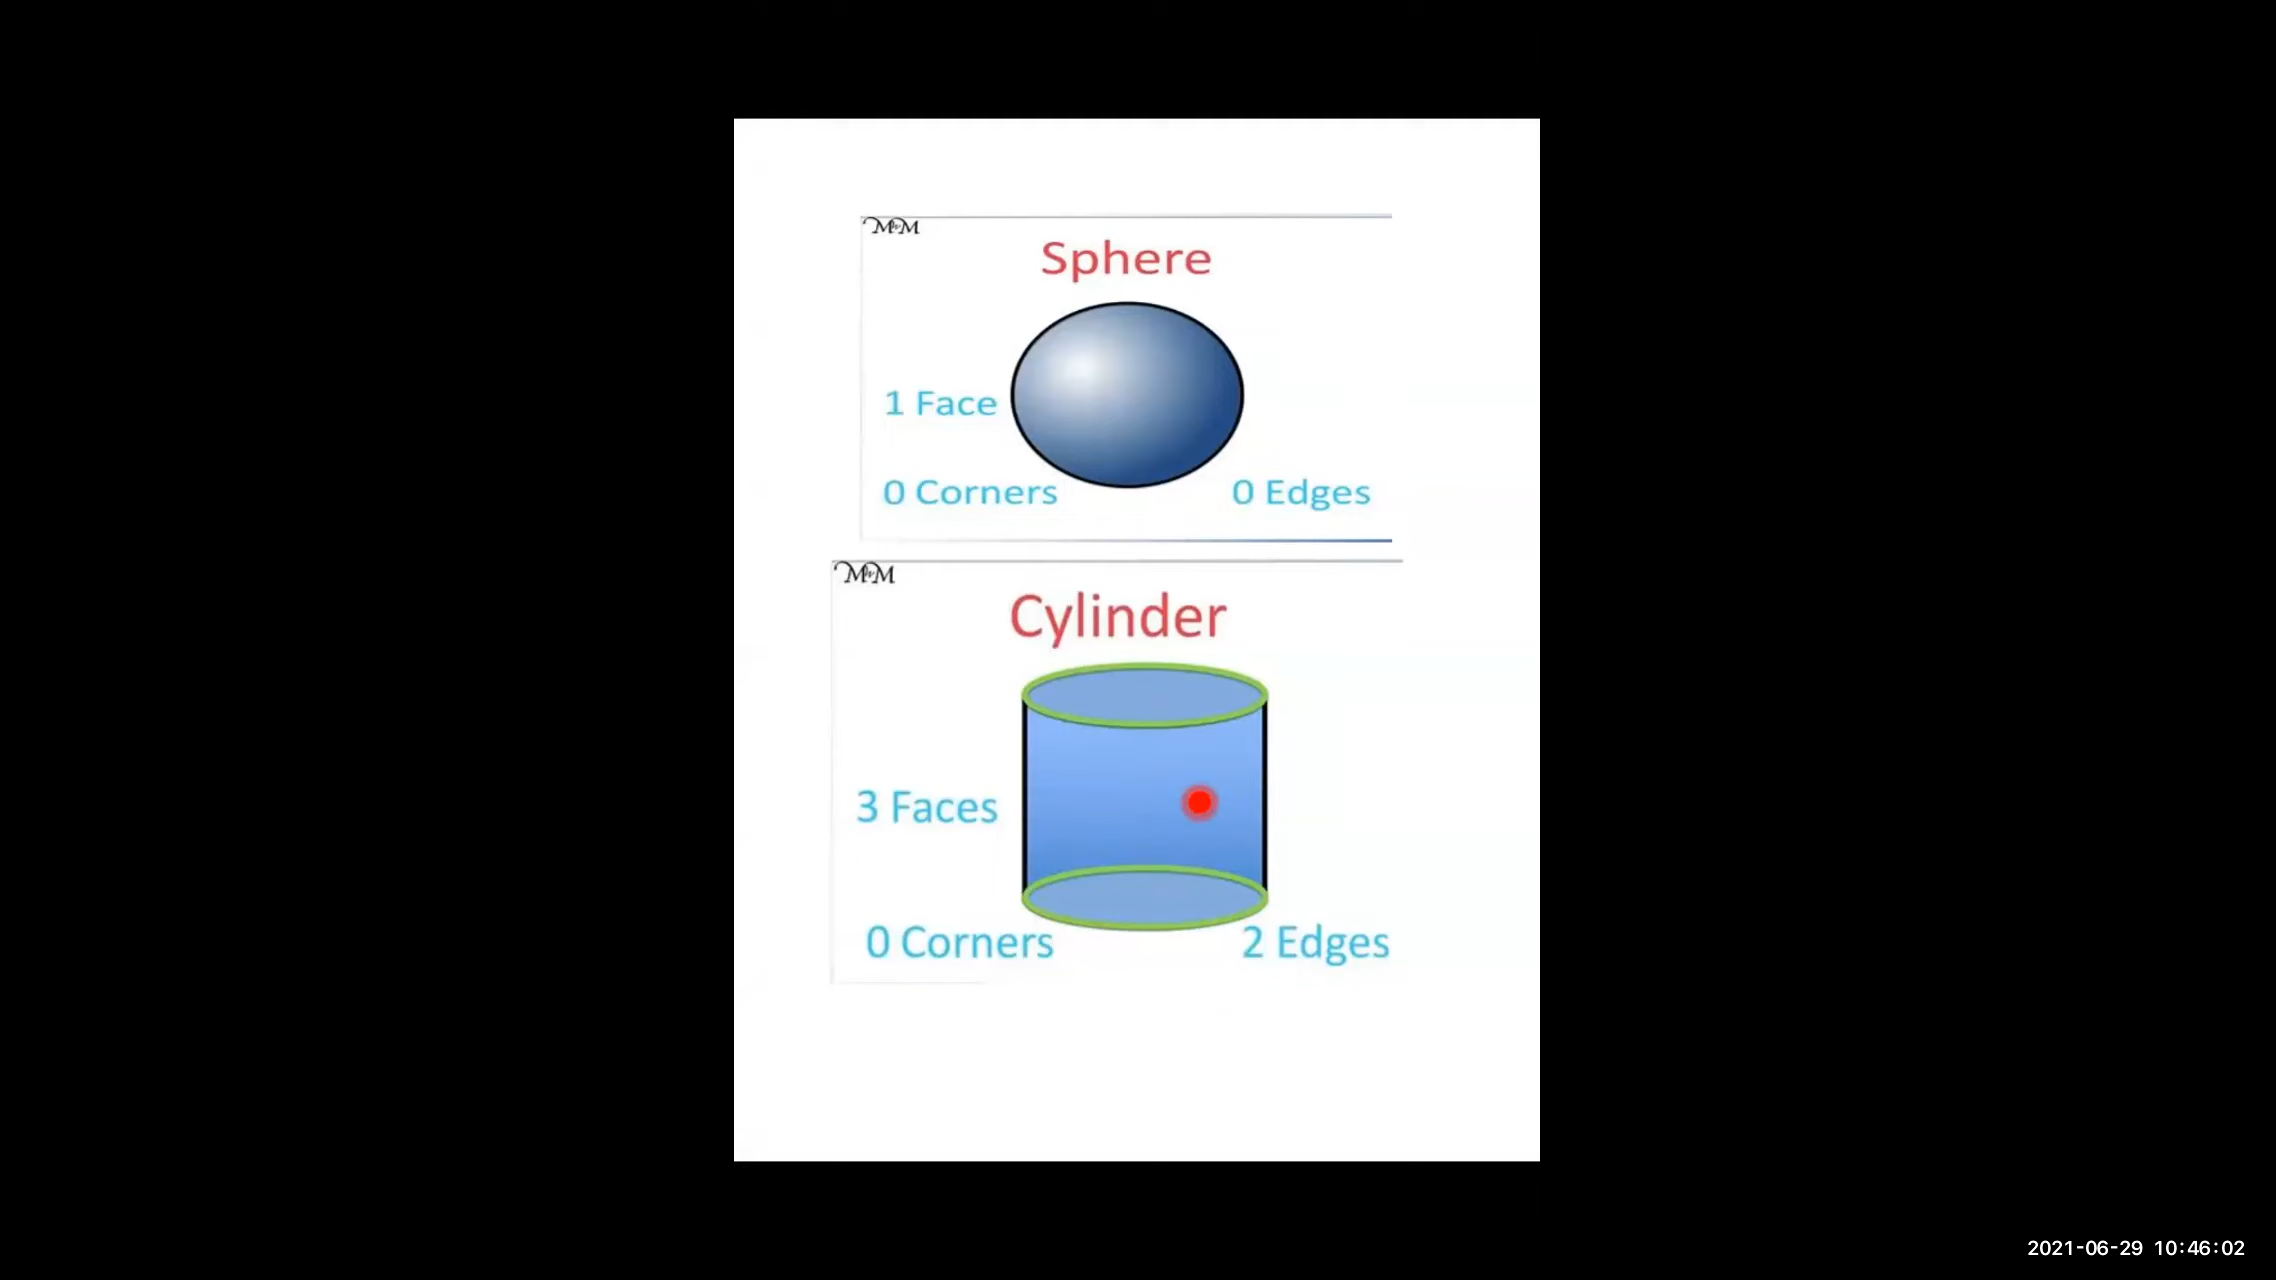 MM
Sphere
1 Face
0 Corners
0 Edges
MM
Cylinder
3 Faces
0 Corners
2 Edges
2021-06-29 10:46:02